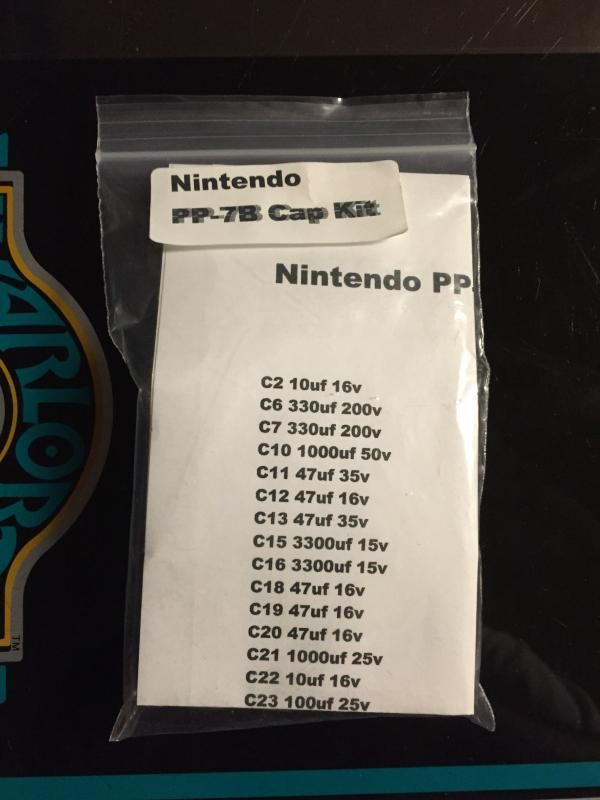 Nintendo
PP-7B Cap Kit
Nintendo PP-
C2 10uf 16v
C6 330uf 200v
C7 330uf 200v
C10 1000uf 50v
C11 47uf 35v
C12 47uf 16v
C13 47uf 35v
C15 3300uf 15v
C16 3300uf 15v
C18 47uf 16v
C19 47uf 16v
C20 47uf 16v
C21 1000uf 25v
C22 10uf 16v
C23 100uf 25v
TM